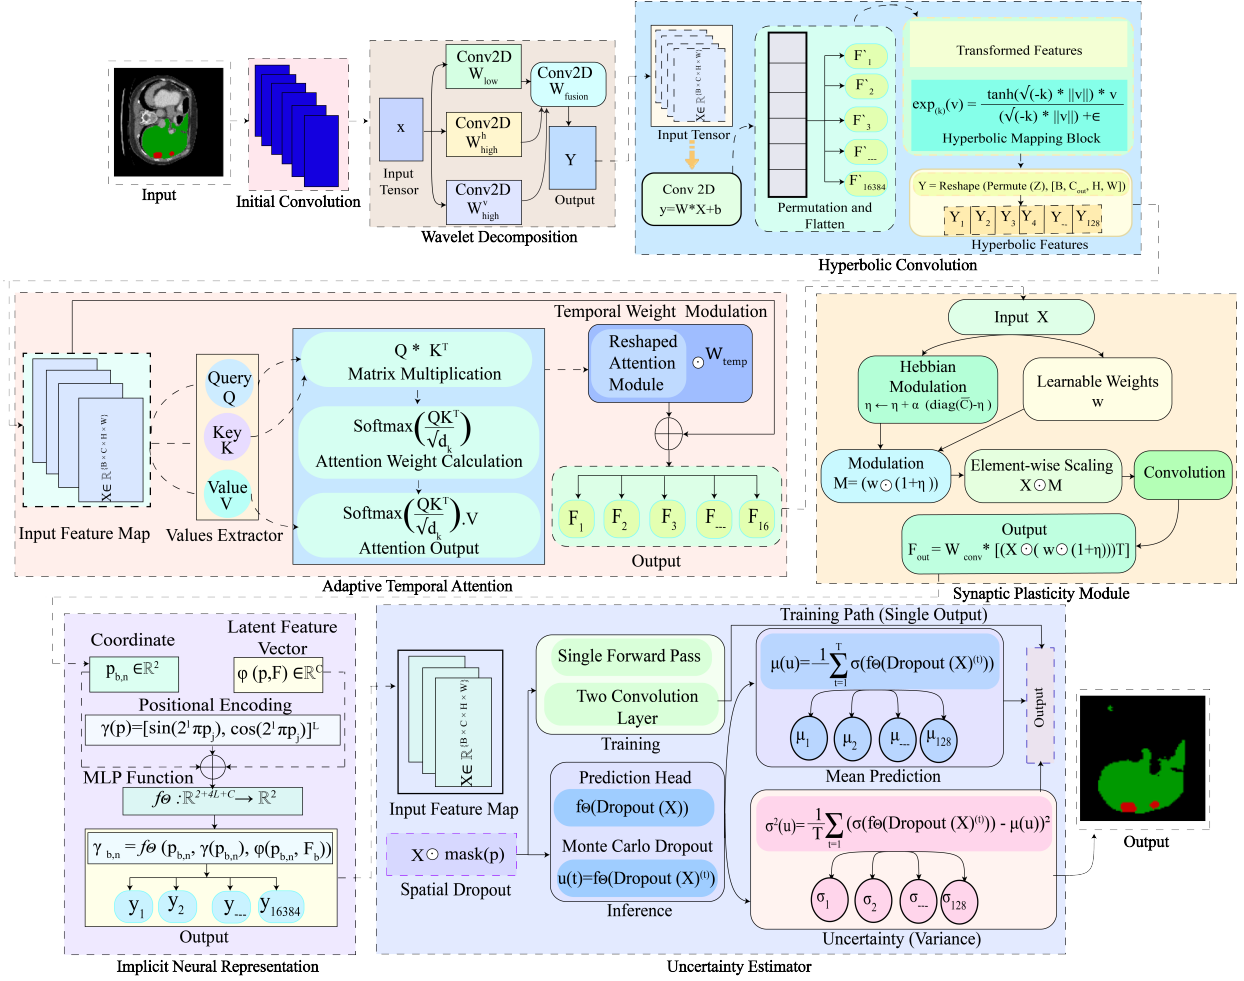 Input
Initial Convolution
Conv2D
W low
Conv2D
W h high
Conv2D
W v high
Conv2D
W fusion
x
Input
Tensor
Y
Output
Wavelet Decomposition
X∈ ℝ{B × C × H × W}
Input Tensor
Conv 2D
y=W*X+b
F`1
F`2
F`3
F`---
F`16384
Permutation and
Flatten
Transformed Features
exp(k)(v) = tanh(√(-k) * ||v||) * v / (√(-k) * ||v||) +∈
Hyperbolic Mapping Block
Y = Reshape (Permute (Z), [B, Cout, H, W])
Y1 Y2 Y3 Y4 Y-- Y128
Hyperbolic Features
Hyperbolic Convolution
X∈ ℝ{B × C × H × W}
Input Feature Map
Query
Q
Key
K
Value
V
Values Extractor
Q * K^T
Matrix Multiplication
Softmax(QK^T/√dk)
Attention Weight Calculation
Softmax(QK^T/√dk).V
Attention Output
Temporal Weight Modulation
Reshaped
Attention
Module
⊙ Wtemp
F1
F2
F3
F---
F16
Output
Adaptive Temporal Attention
Input X
Hebbian
Modulation
η ← η + α (diag(C̅)-η )
Learnable Weights
w
Modulation
M= (w⊙(1+η ))
Element-wise Scaling
X⊙M
Convolution
Output
Fout = W conv * [(X⊙( w⊙(1+η)))T]
Synaptic Plasticity Module
Coordinate
Pb,n ∈ℝ²
Latent Feature
Vector
φ (p,F) ∈ℝ^C
Positional Encoding
γ(p)=[sin(2^l πpj), cos(2^l πpj)]^L
MLP Function
fΘ : ℝ^2+4L+C → ℝ²
γ b,n = fΘ (pb,n, γ(pb,n), φ(pb,n, Fb))
y1
y2
y---
y16384
Output
Implicit Neural Representation
X∈ ℝ{B × C × H × W}
Input Feature Map
X⊙ mask(p)
Spatial Dropout
Single Forward Pass
Two Convolution
Layer
Training
Prediction Head
fΘ(Dropout (X))
Monte Carlo Dropout
u(t)=fΘ(Dropout (X)^(t))
Inference
Training Path (Single Output)
μ(u)= 1/T ∑ T t=1 σ(fΘ(Dropout (X)^(t)))
μ1
μ2
μ---
μ128
Mean Prediction
σ²(u)= 1/T ∑ T t=1 (σ(fΘ(Dropout (X)^(t))) - μ(u))²
σ1
σ2
σ---
σ128
Uncertainty (Variance)
Output
Uncertainty Estimator
Output